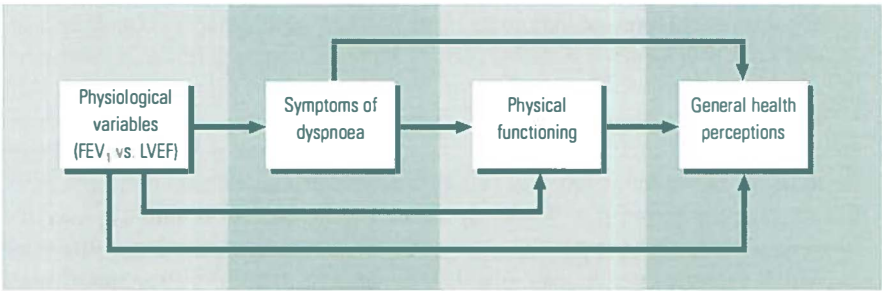 Physiological
variables
(FEV₁ vs. LVEF)
Symptoms of
dyspnoea
Physical
functioning
General health
perceptions